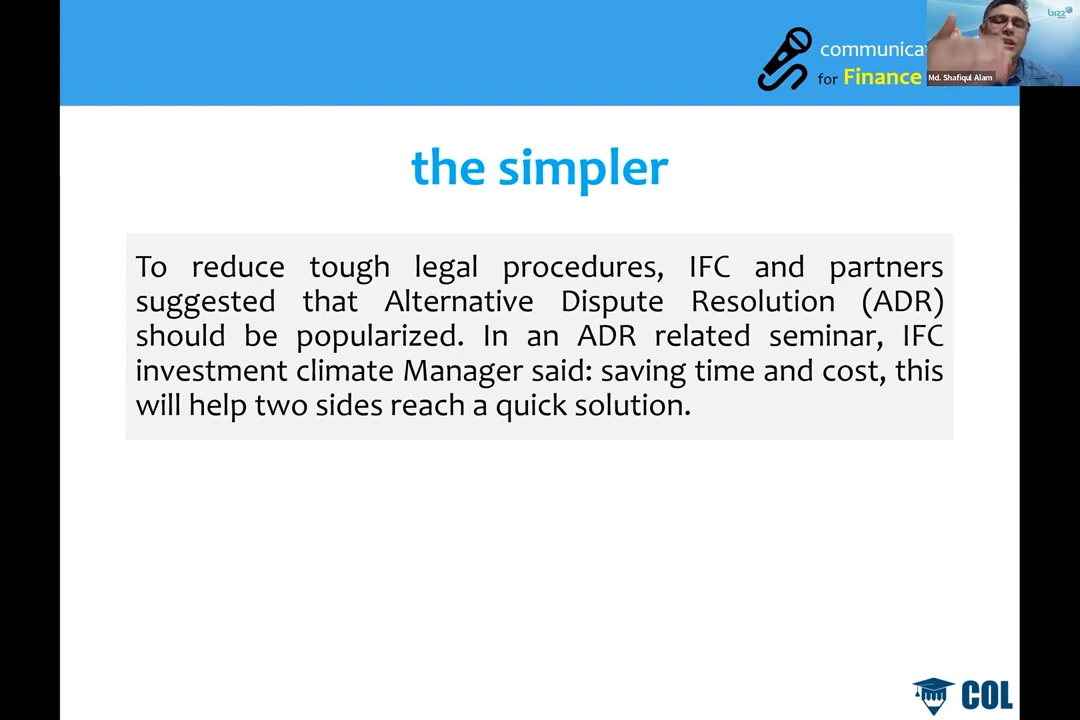 communica
for Finance
Md. Shafiqul Alam
the simpler
To reduce tough legal procedures, IFC and partners
suggested that Alternative Dispute Resolution (ADR)
should be popularized. In an ADR related seminar, IFC
investment climate Manager said: saving time and cost, this
will help two sides reach a quick solution.
COL